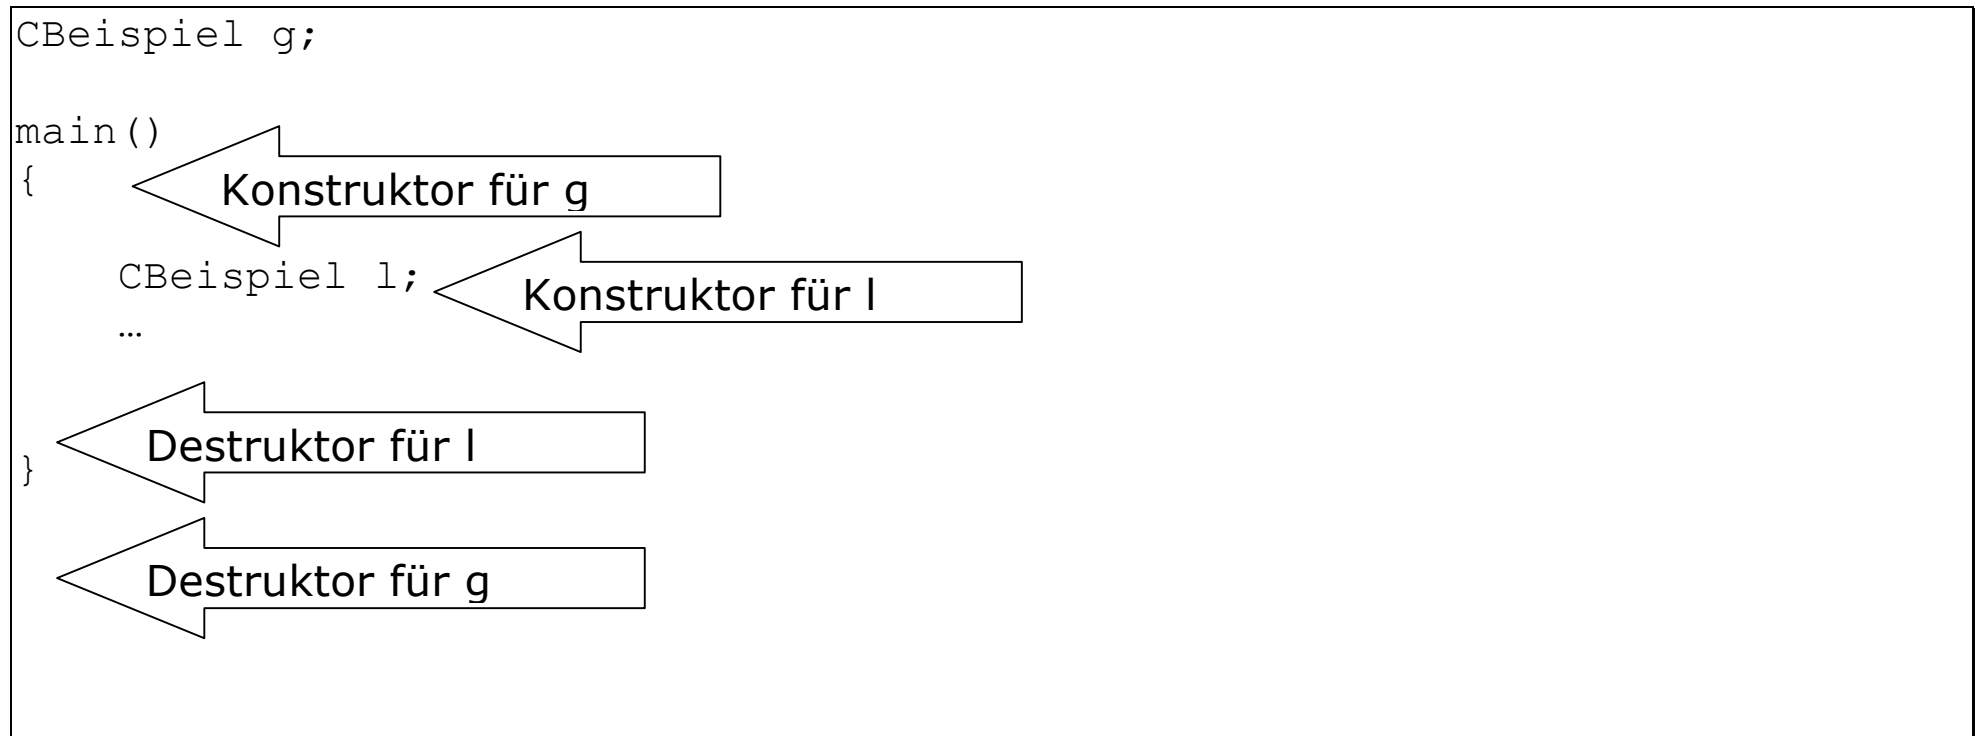 CBeispiel g;
main()
{
Konstruktor für g
CBeispiel l;
Konstruktor für l
…
Destruktor für l
}
Destruktor für g